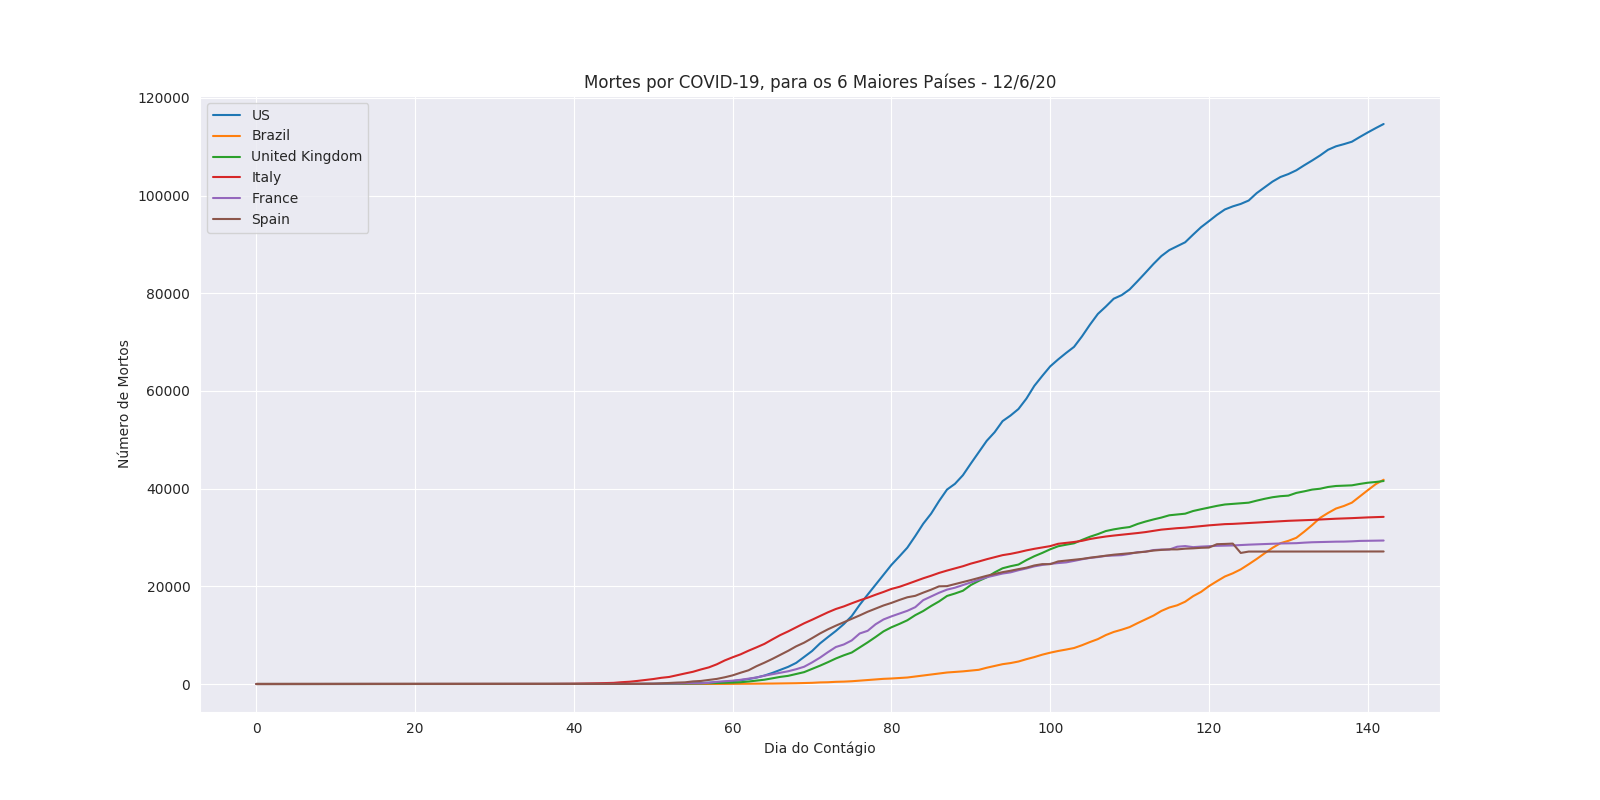 Mortes por COVID-19, para os 6 Maiores Países - 12/6/20
120000
100000
80000
60000
40000
20000
0
Número de Mortos
US
Brazil
United Kingdom
Italy
France
Spain
0 20 40 60 80 100 120 140
Dia do Contágio